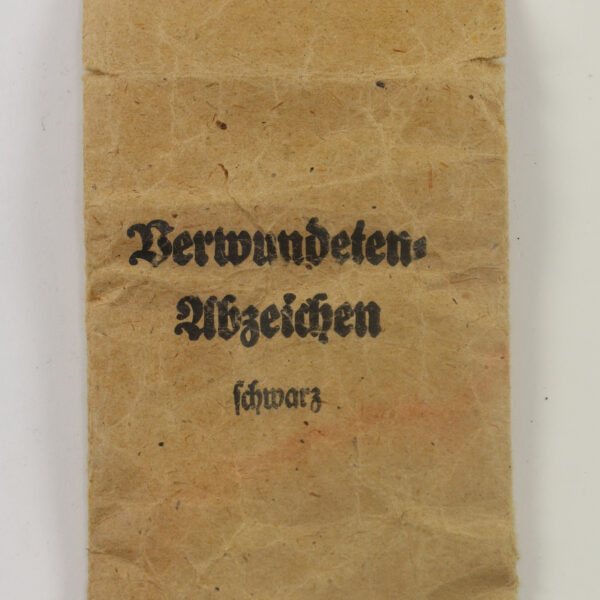 Verwundeten-
Abzeichen
schwarz